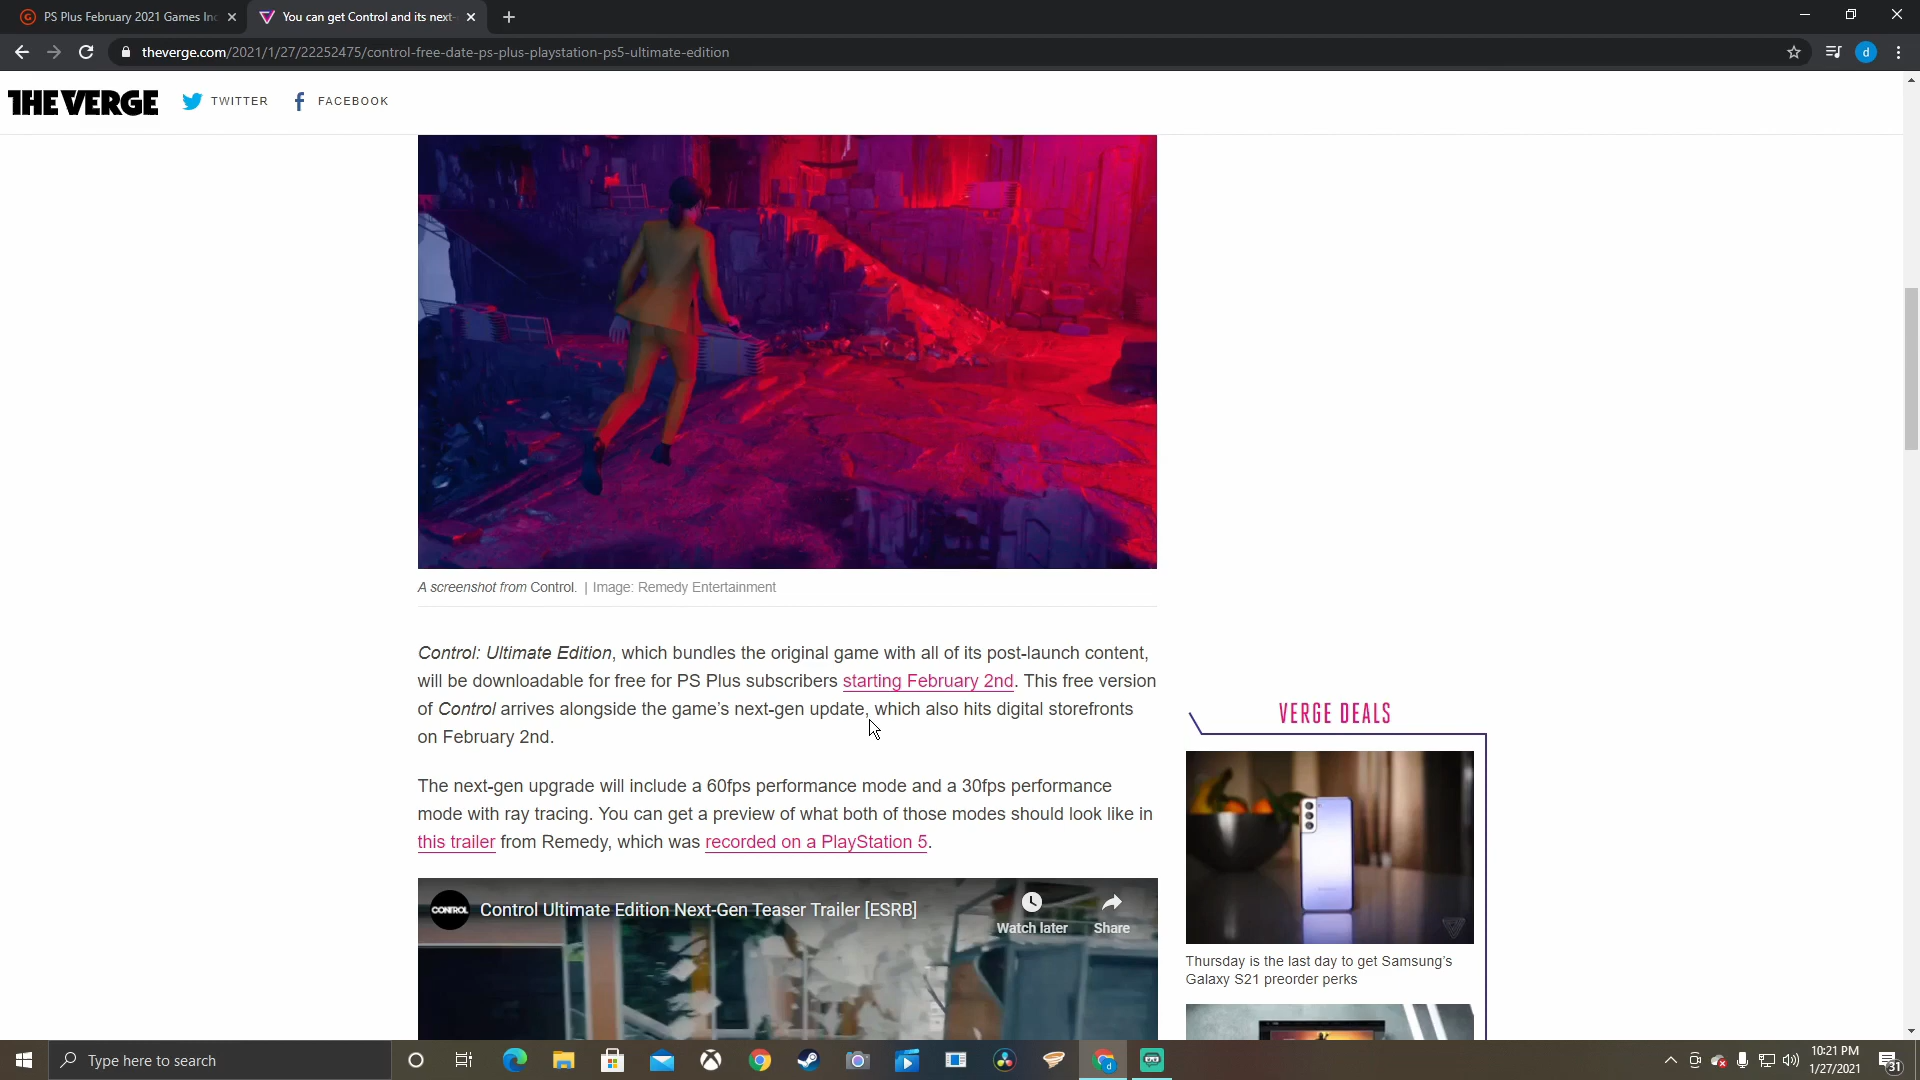 PS Plus February 2021 Games Inc
You can get Control and its next-
theverge.com/2021/1/27/22252475/control-free-date-ps-plus-playstation-ps5-ultimate-edition
d
THE VERGE
TWITTER
FACEBOOK
A screenshot from Control. | Image: Remedy Entertainment
Control: Ultimate Edition, which bundles the original game with all of its post-launch content,
will be downloadable for free for PS Plus subscribers starting February 2nd. This free version
of Control arrives alongside the game’s next-gen update, which also hits digital storefronts
on February 2nd.
The next-gen upgrade will include a 60fps performance mode and a 30fps performance
mode with ray tracing. You can get a preview of what both of those modes should look like in
this trailer from Remedy, which was recorded on a PlayStation 5.
CONTROL
Control Ultimate Edition Next-Gen Teaser Trailer [ESRB]
Watch later
Share
VERGE DEALS
Thursday is the last day to get Samsung’s
Galaxy S21 preorder perks
Type here to search
10:21 PM
1/27/2021
31